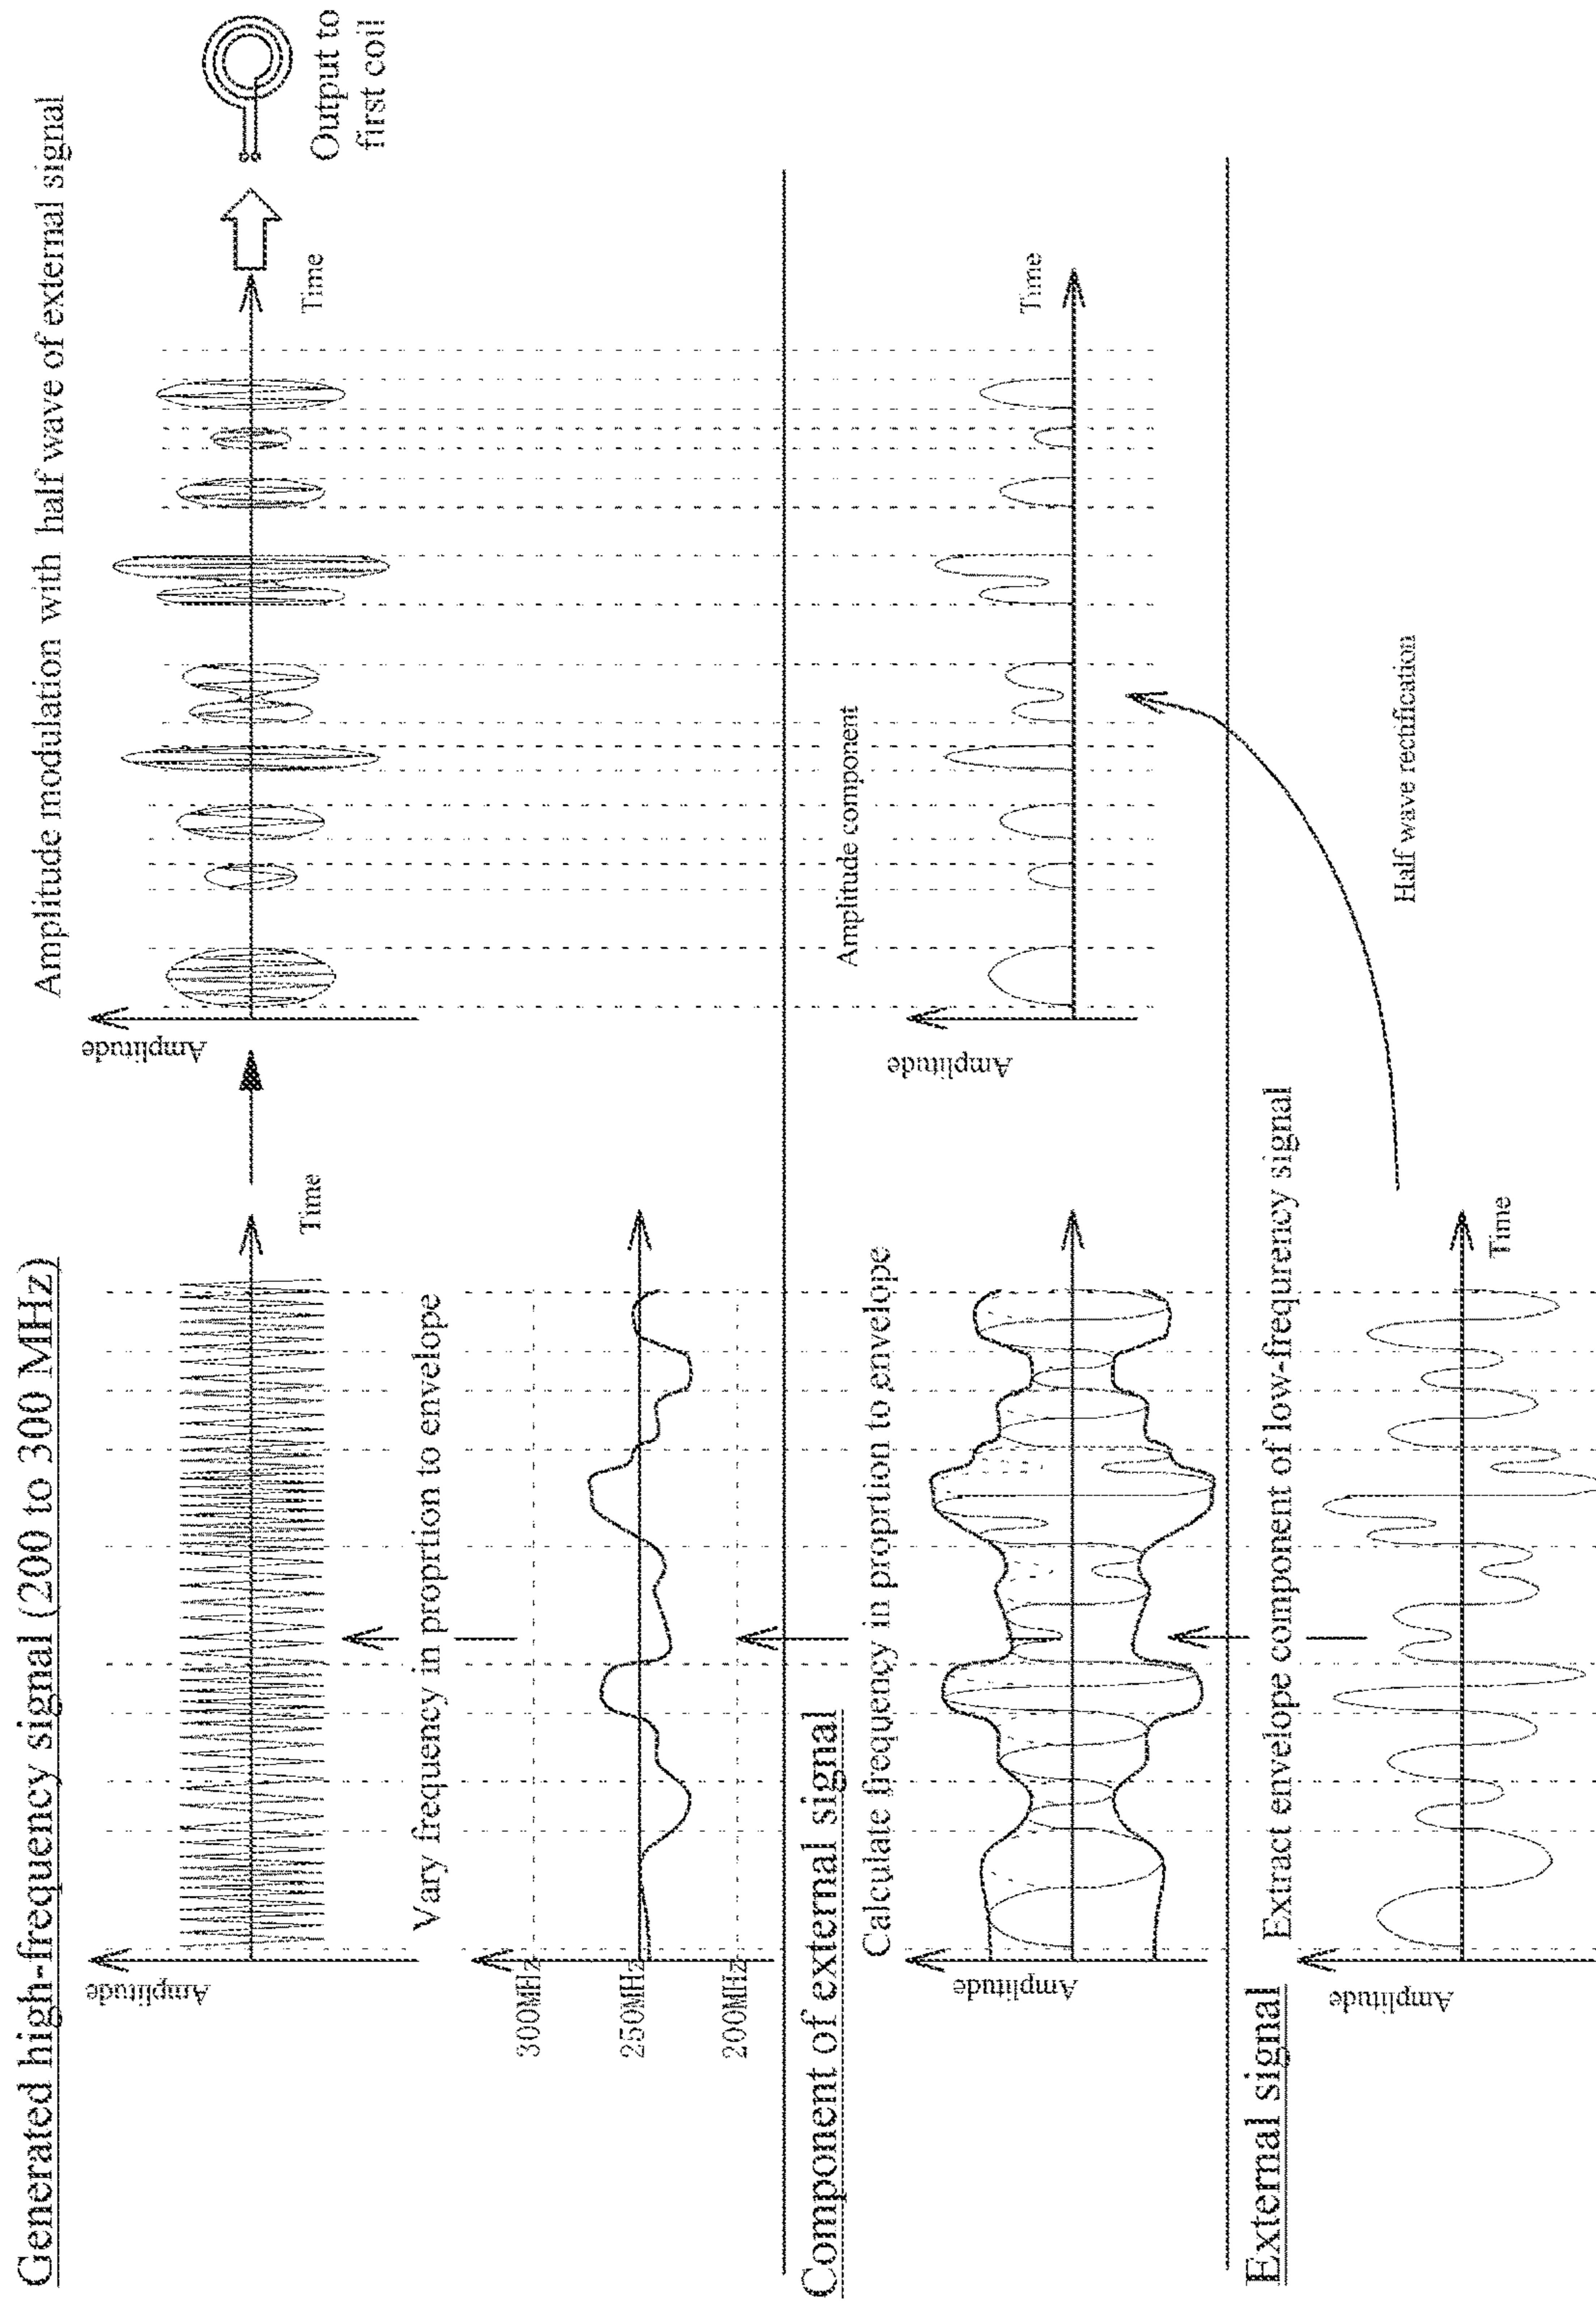 Generated high-frequency signal (200 to 300 MHz)
Amplitude modulation with half wave of external signal
Amplitude
Time
Amplitude
Time
Output to
first coil
Vary frequency in proportion to envelope
300MHz
250MHz
200MHz
Component of external signal
Calculate frequency in proprtion to envelope
Amplitude
Amplitude component
Amplitude
Time
External signal
Extract envelope component of low-frequrency signal
Amplitude
Time
Half wave rectification